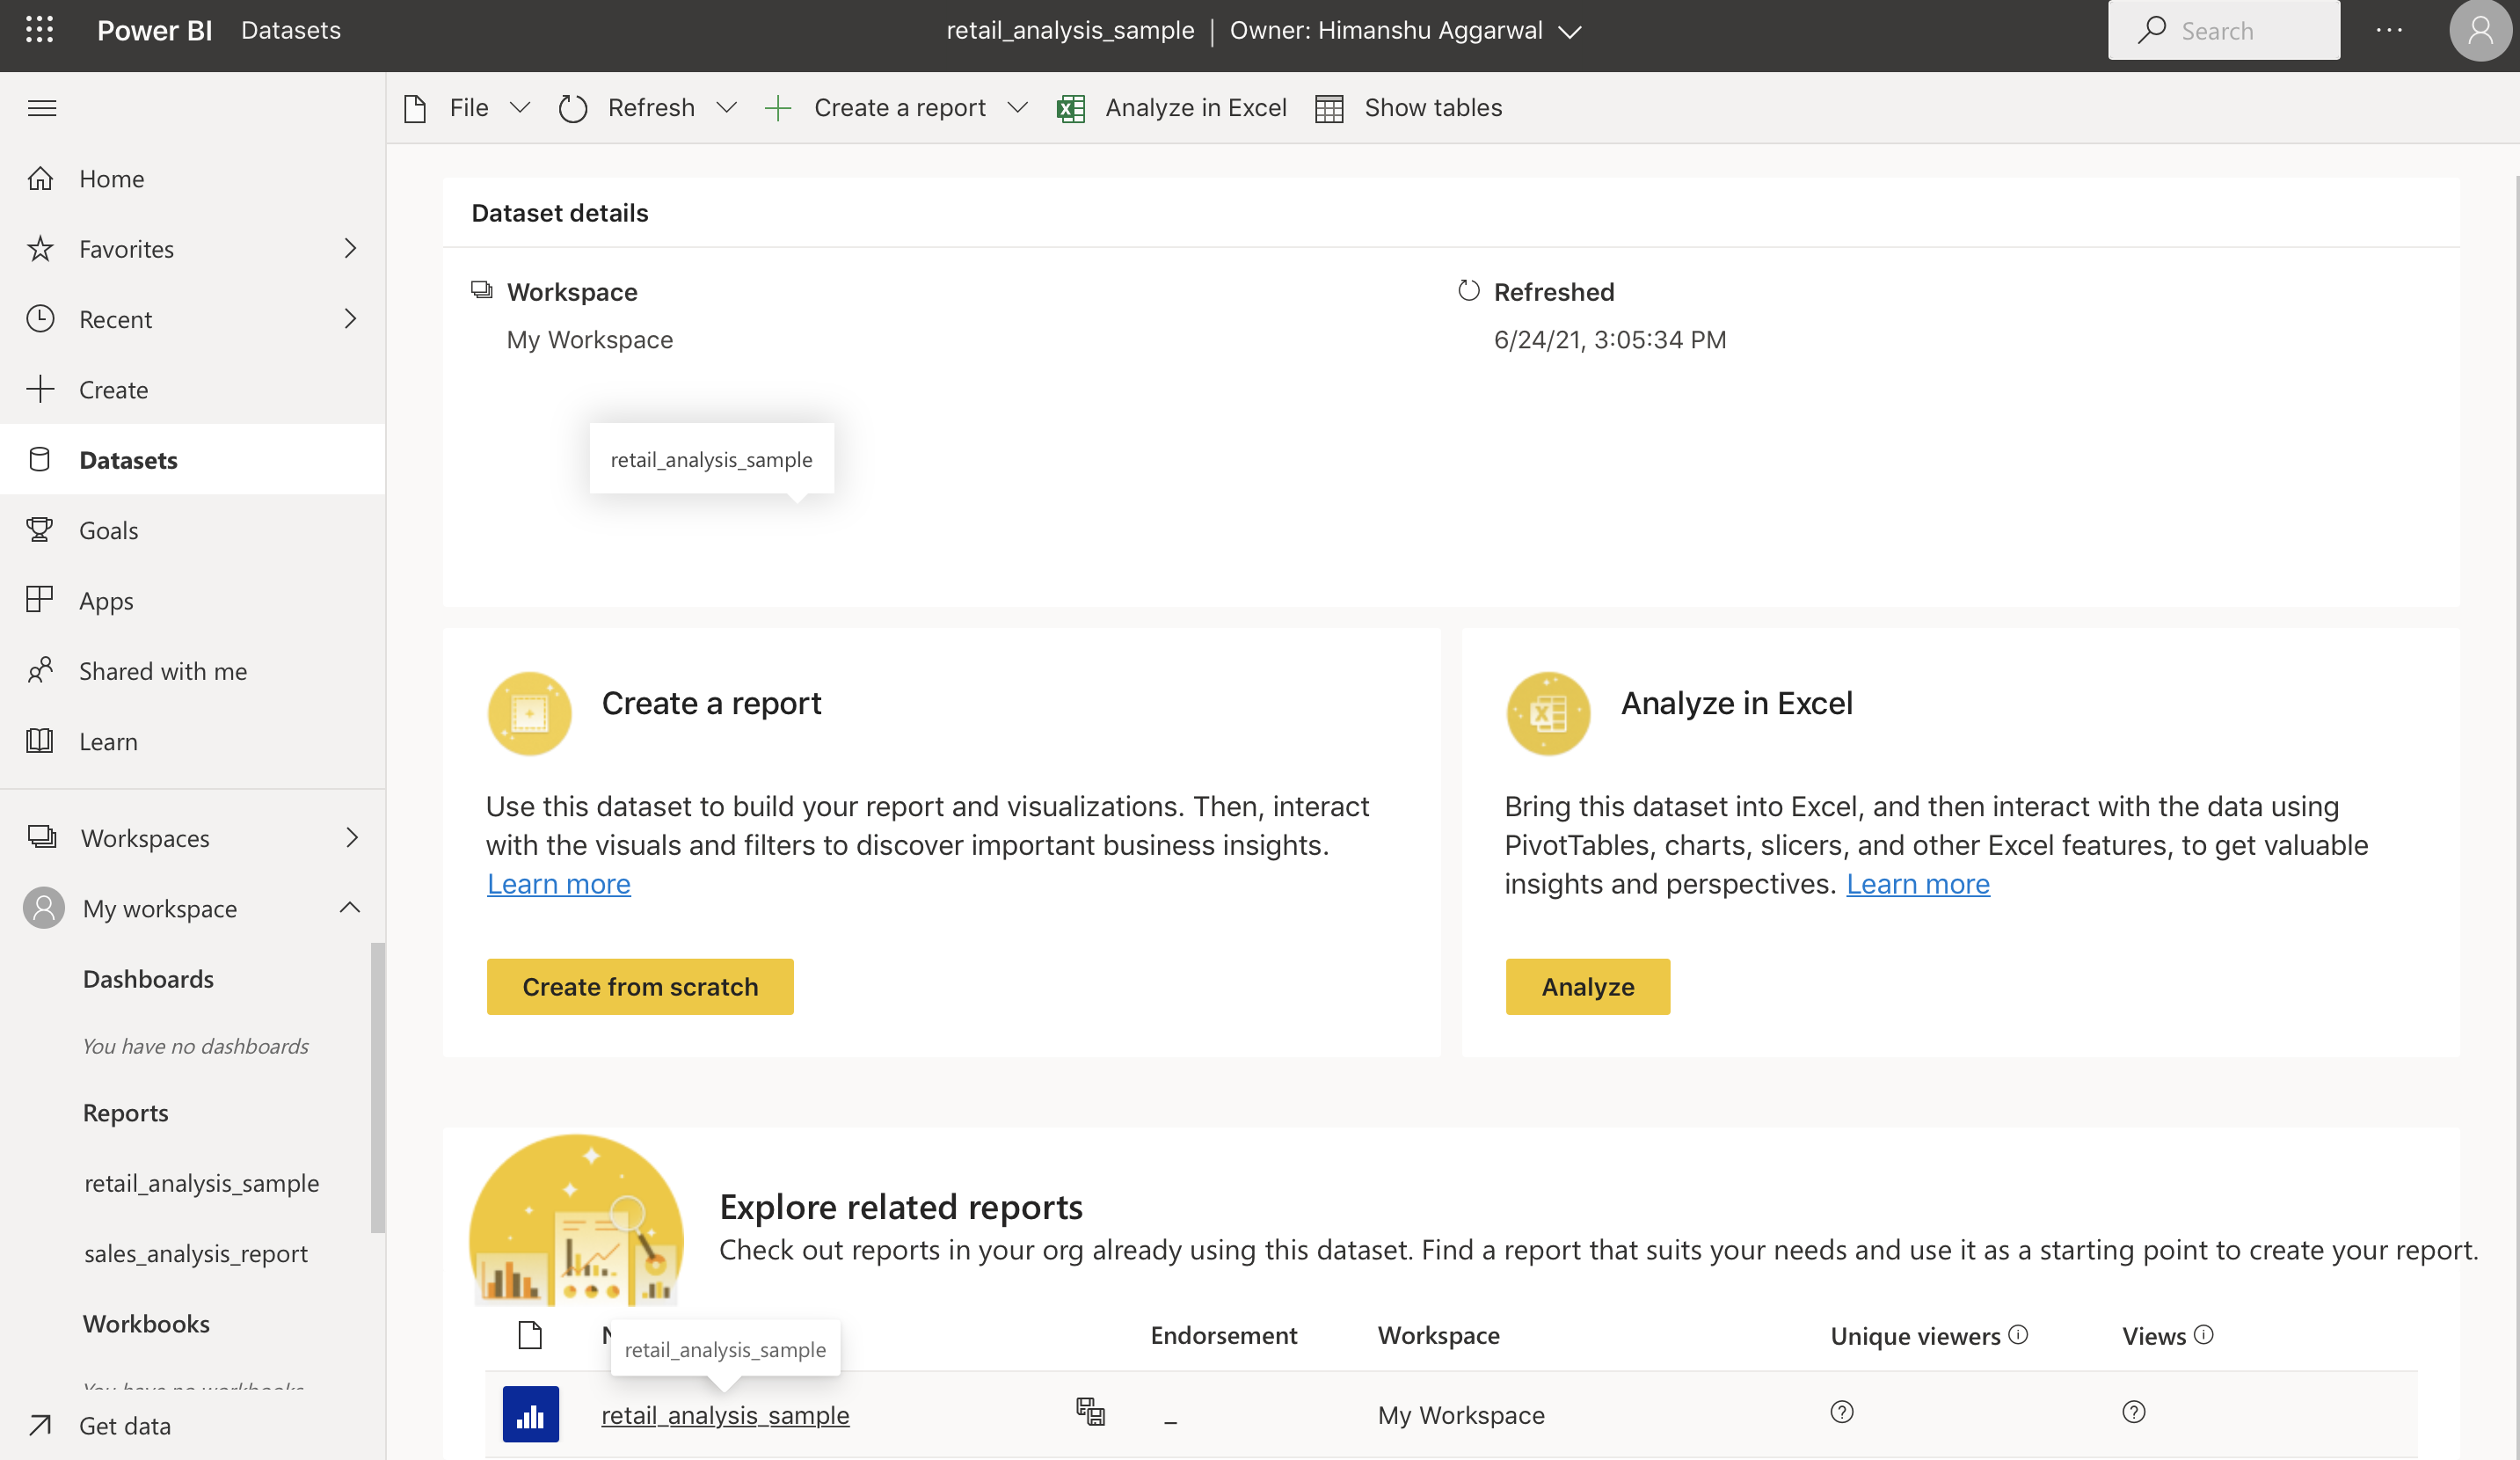 Power BI Datasets
retail_analysis_sample | Owner: Himanshu Aggarwal
Search
File
Refresh
Create a report
Analyze in Excel
Show tables
Home
Favorites
Recent
Create
Datasets
Goals
Apps
Shared with me
Learn
Workspaces
My workspace
Dashboards
You have no dashboards
Reports
retail_analysis_sample
sales_analysis_report
Workbooks
You have no workbooks
Get data
Dataset details
Workspace
My Workspace
Refreshed
6/24/21, 3:05:34 PM
retail_analysis_sample
Create a report
Use this dataset to build your report and visualizations. Then, interact
with the visuals and filters to discover important business insights.
Learn more
Create from scratch
Analyze in Excel
Bring this dataset into Excel, and then interact with the data using
PivotTables, charts, slicers, and other Excel features, to get valuable
insights and perspectives. Learn more
Analyze
Explore related reports
Check out reports in your org already using this dataset. Find a report that suits your needs and use it as a starting point to create your report.
retail_analysis_sample
Endorsement
Workspace
Unique viewers
Views
retail_analysis_sample
–
My Workspace